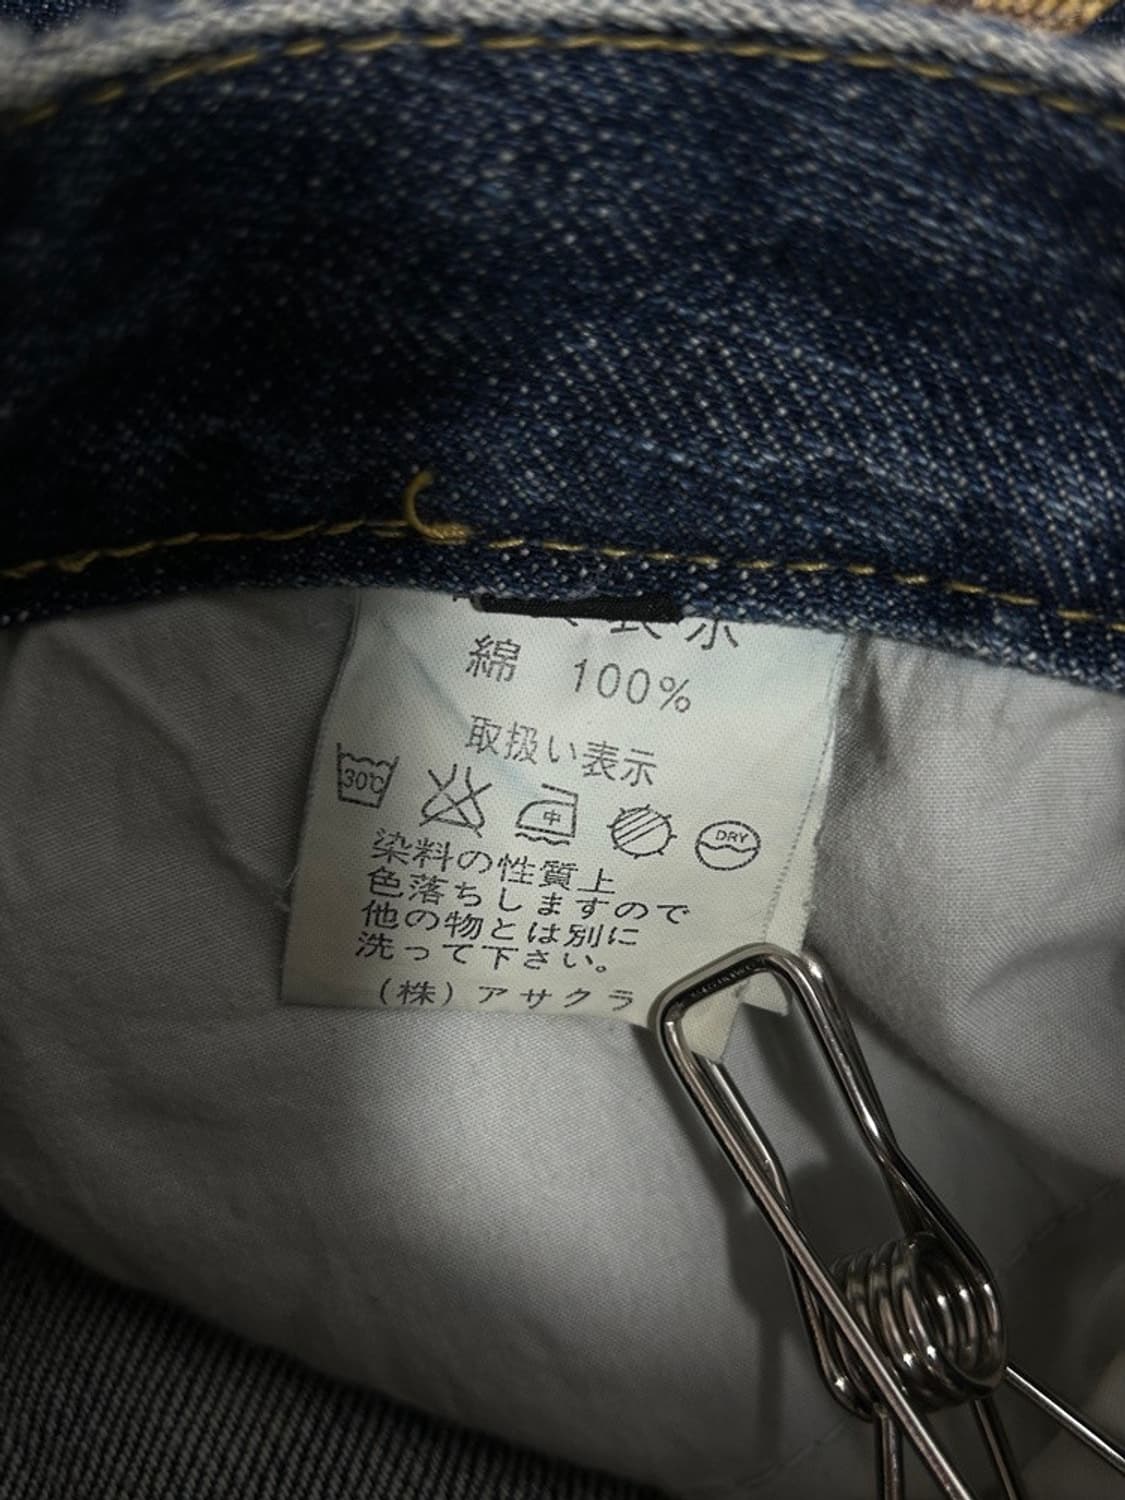 綿 100%
取扱い表示
30℃ 中 DRY
染料の性質上
色落ちしますので
他の物とは別に
洗って下さい。
(株)アサクラ